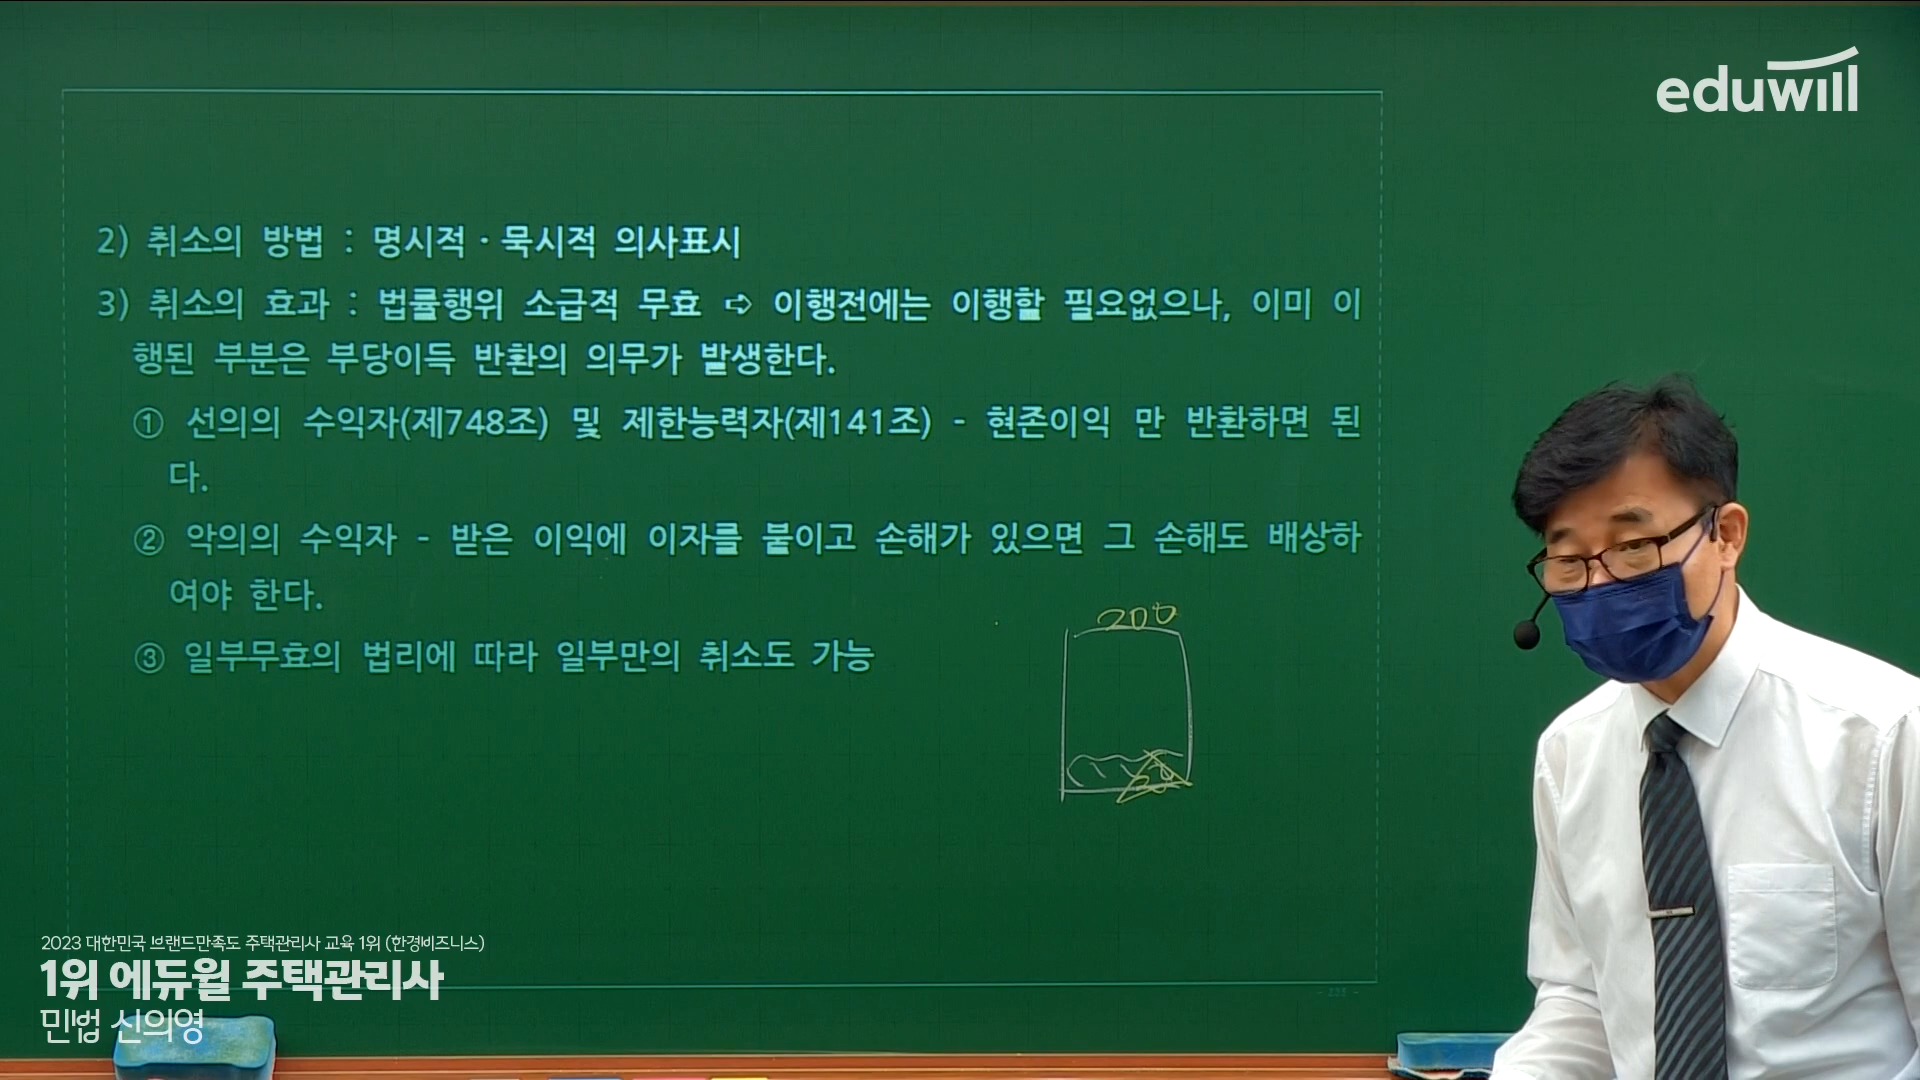 eduwill
2) 취소의 방법 : 명시적·묵시적 의사표시
3) 취소의 효과 : 법률행위 소급적 무효 ➪ 이행전에는 이행할 필요없으나, 이미 이
행된 부분은 부당이득 반환의 의무가 발생한다.
① 선의의 수익자(제748조) 및 제한능력자(제141조) - 현존이익 만 반환하면 된
다.
② 악의의 수익자 - 받은 이익에 이자를 붙이고 손해가 있으면 그 손해도 배상하
여야 한다.
200
③ 일부무효의 법리에 따라 일부만의 취소도 가능
2023 대한민국 브랜드만족도 주택관리사 교육 1위 (한경비즈니스)
1위 에듀윌 주택관리사
민법 신의영